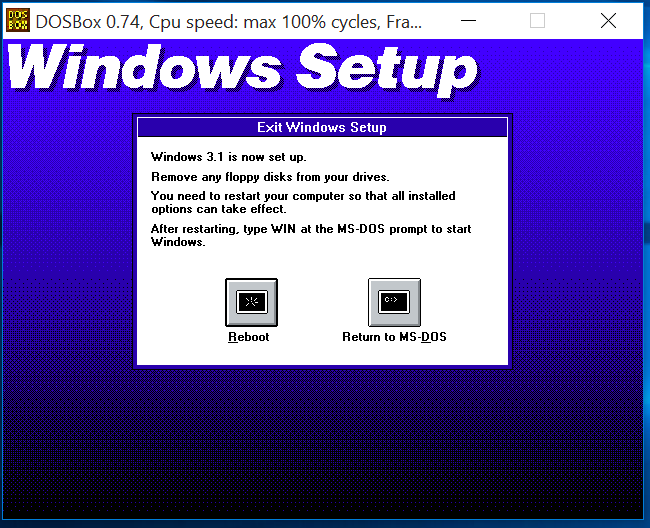 DOS
BOX
DOSBox 0.74, Cpu speed: max 100% cycles, Fra...
Windows Setup
Exit Windows Setup
Windows 3.1 is now set up.
Remove any floppy disks from your drives.
You need to restart your computer so that all installed
options can take effect.
After restarting, type WIN at the MS-DOS prompt to start
Windows.
C:\>
Reboot
Return to MS-DOS